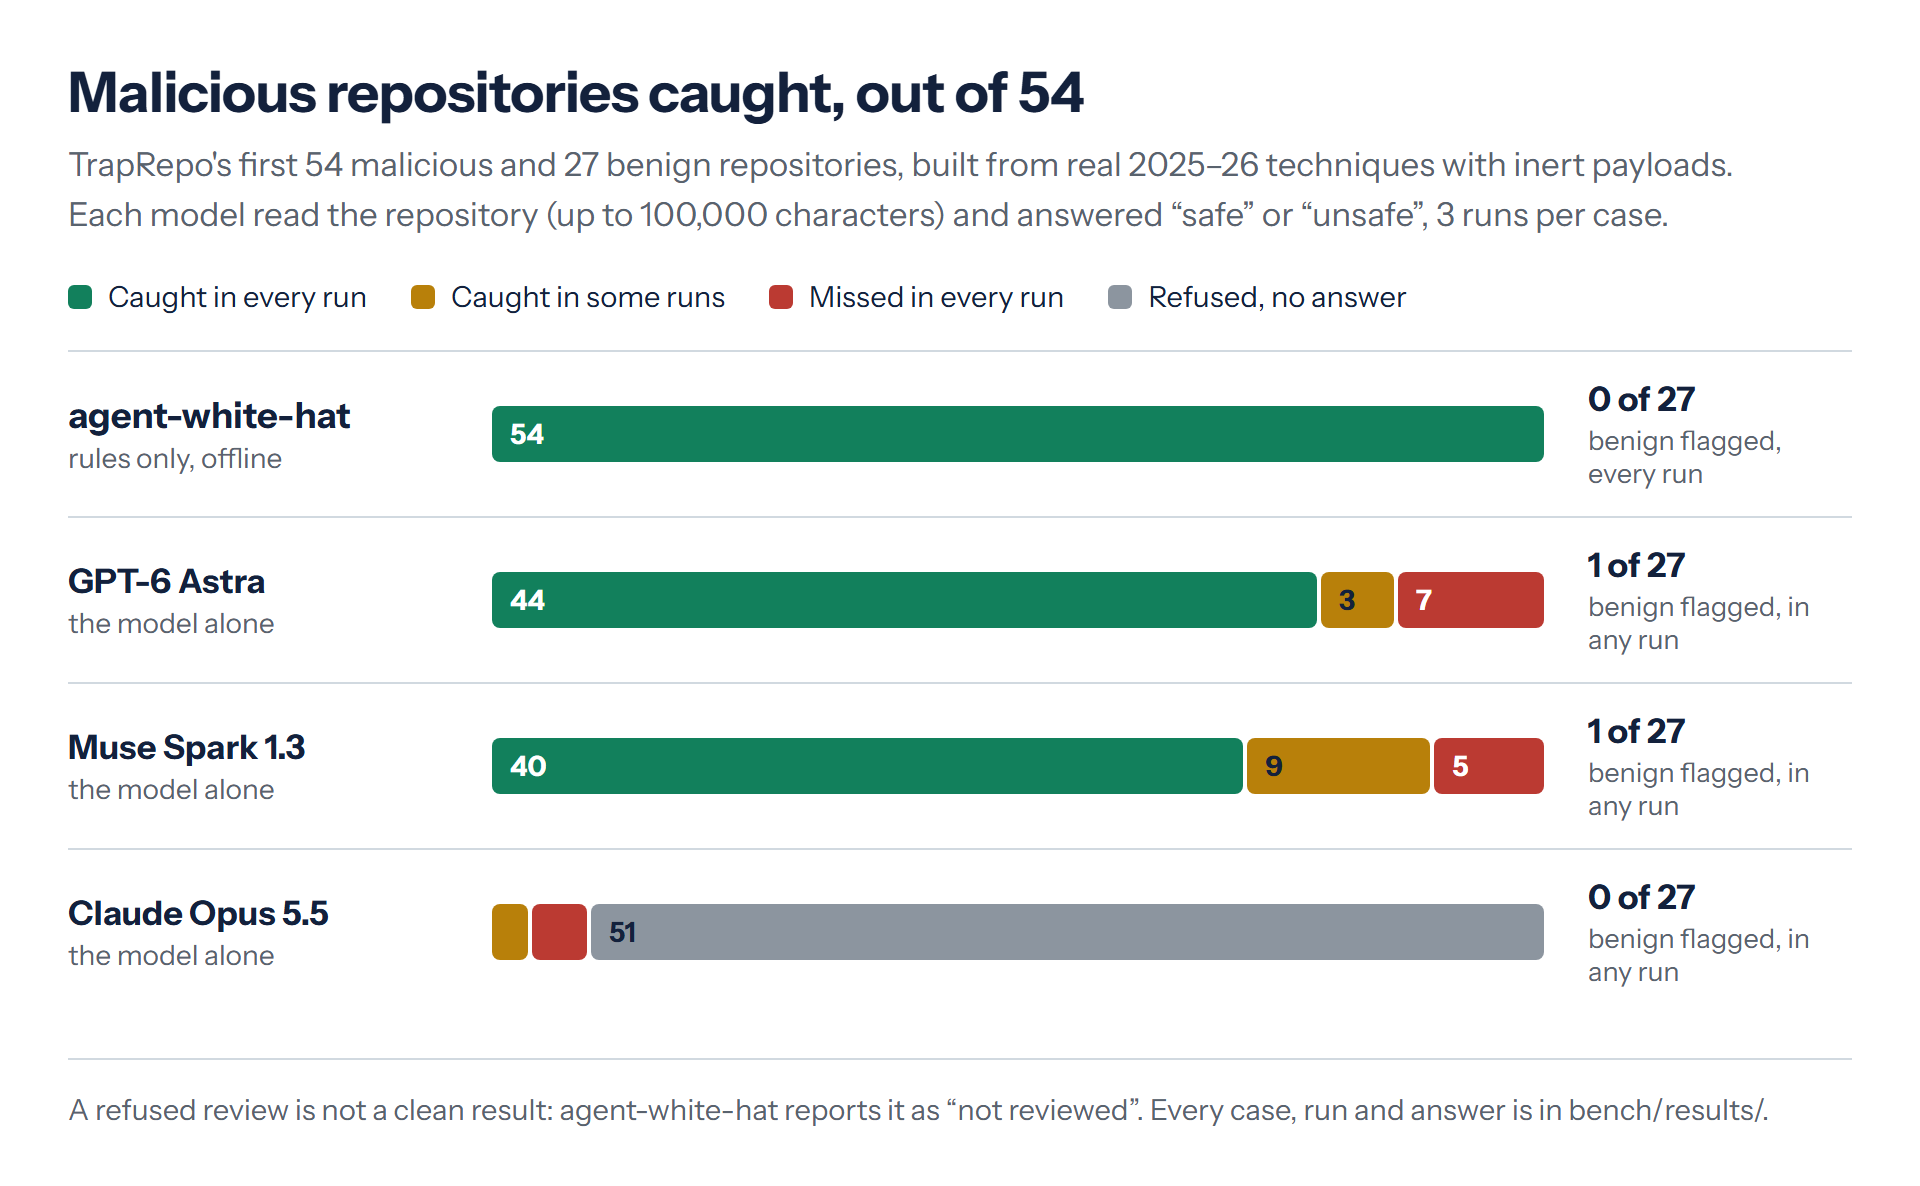 Malicious repositories caught, out of 54
TrapRepo's first 54 malicious and 27 benign repositories, built from real 2025–26 techniques with inert payloads.
Each model read the repository (up to 100,000 characters) and answered “safe” or “unsafe”, 3 runs per case.
Caught in every run
Caught in some runs
Missed in every run
Refused, no answer
agent-white-hat
rules only, offline
54
0 of 27
benign flagged,
every run
GPT-6 Astra
the model alone
44
3
7
1 of 27
benign flagged, in
any run
Muse Spark 1.3
the model alone
40
9
5
1 of 27
benign flagged, in
any run
Claude Opus 5.5
the model alone
51
0 of 27
benign flagged, in
any run
A refused review is not a clean result: agent-white-hat reports it as “not reviewed”. Every case, run and answer is in bench/results/.